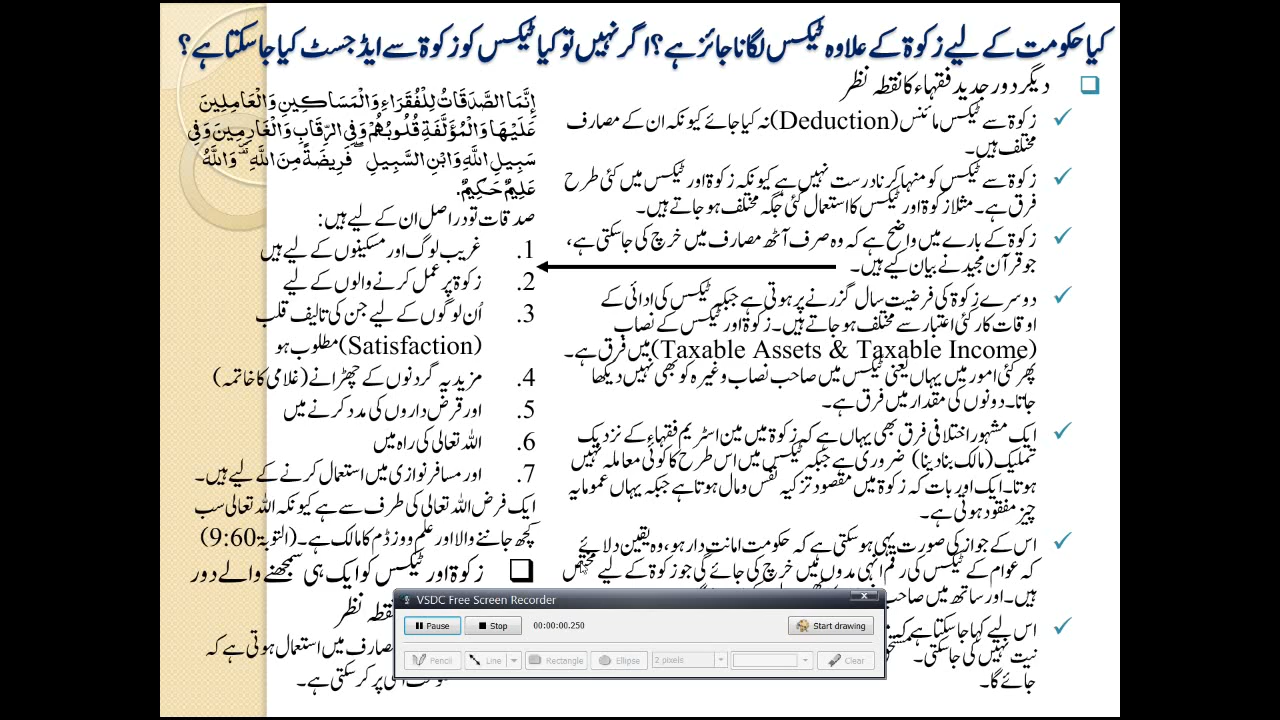 کیا حکومت کے لیے زکوۃ کے علاوہ ٹیکس لگانا جائز ہے؟ اگر نہیں تو کیا ٹیکس کو زکوۃ سے ایڈجسٹ کیا جا سکتا ہے؟
دیگر دور جدید فقہاء کا نقطہ نظر
زکوۃ سے ٹیکس مائنس (Deduction) نہ کیا جائے کیونکہ ان کے مصارف
مختلف ہیں۔
زکوۃ سے ٹیکس کو منہا کرنا درست نہیں ہے کیونکہ زکوۃ اور ٹیکس میں کئی طرح
فرق ہے۔ مثلا زکوۃ اور ٹیکس کا استعمال کئی جگہ مختلف ہو جاتے ہیں۔
زکوۃ کے بارے میں واضح ہے کہ وہ صرف آٹھ مصارف میں خرچ کی جا سکتی ہے،
جو قرآن مجید نے بیان کیے ہیں۔
دوسرے زکوۃ کی فرضیت سال گزرنے پر ہوتی ہے جبکہ ٹیکس کی ادائی کے
اوقات کار کئی اعتبار سے مختلف ہو جاتے ہیں۔ زکوۃ اور ٹیکس کے نصاب
(Taxable Assets & Taxable Income) میں فرق ہے۔
پھر کئی امور میں یہاں یعنی ٹیکس میں صاحب نصاب وغیرہ کو بھی نہیں دیکھا
جاتا۔ دونوں کی مقدار میں فرق ہے۔
ایک مشہور اختلافی فرق بھی یہاں ہے کہ زکوۃ میں مین اسٹریم فقہاء کے نزدیک
تملیک (مالک بنا دینا) ضروری ہے جبکہ ٹیکس میں اس طرح کا کوئی معاملہ نہیں
ہوتا۔ ایک اور بات کہ زکوۃ میں مقصود تزکیہ نفس و مال ہوتا ہے جبکہ یہاں عموما یہ
چیز مفقود ہوتی ہے۔
اس کے جواز کی صورت یہی ہو سکتی ہے کہ حکومت امانت دار ہو، وہ یقین دلائے
کہ عوام کے ٹیکس کی رقم انہی مدوں میں خرچ کی جائے گی جو زکوۃ کے لیے مختص
ہیں۔ اور ساتھ میں صاحب
اس لیے کہا جا سکتا ہے کہ
نیت نہیں کی جا سکتی۔
جائے گا۔
إِنَّمَا الصَّدَقَاتُ لِلْفُقَرَاءِ وَالْمَسَاكِينِ وَالْعَامِلِينَ
عَلَيْهَا وَالْمُؤَلَّفَةِ قُلُوبُهُمْ وَفِي الرِّقَابِ وَالْغَارِمِينَ وَفِي
سَبِيلِ اللَّهِ وَابْنِ السَّبِيلِ ۖ فَرِيضَةً مِنَ اللَّهِ ۗ وَاللَّهُ
عَلِيمٌ حَكِيمٌ.
صدقات تو دراصل ان کے لیے ہیں:
1. غریب لوگ اور مسکینوں کے لیے ہیں
2. زکوۃ پر عمل کرنے والوں کے لیے
3. اُن لوگوں کے لیے جن کی تالیف قلب
(Satisfaction) مطلوب ہو
4. مزید یہ گردنوں کے چھڑانے (غلامی کا خاتمہ)
5. اور قرض داروں کی مدد کرنے میں
6. اللہ تعالی کی راہ میں
7. اور مسافر نوازی میں استعمال کرنے کے لیے ہیں۔
ایک فرض اللہ تعالی کی طرف سے ہے کیونکہ اللہ تعالی سب
کچھ جاننے والا اور علم و وزڈم کا مالک ہے۔ (التوبۃ 9:60)
زکوۃ اور ٹیکس کو ایک ہی سمجھنے والے دور
نقطہ نظر
مصارف میں استعمال ہوتی ہے کہ
پر کر سکتی ہے۔
VSDC Free Screen Recorder
Pause Stop 00:00:00.250 Start drawing
Pencil Line Rectangle Ellipse 2 pixels Clear